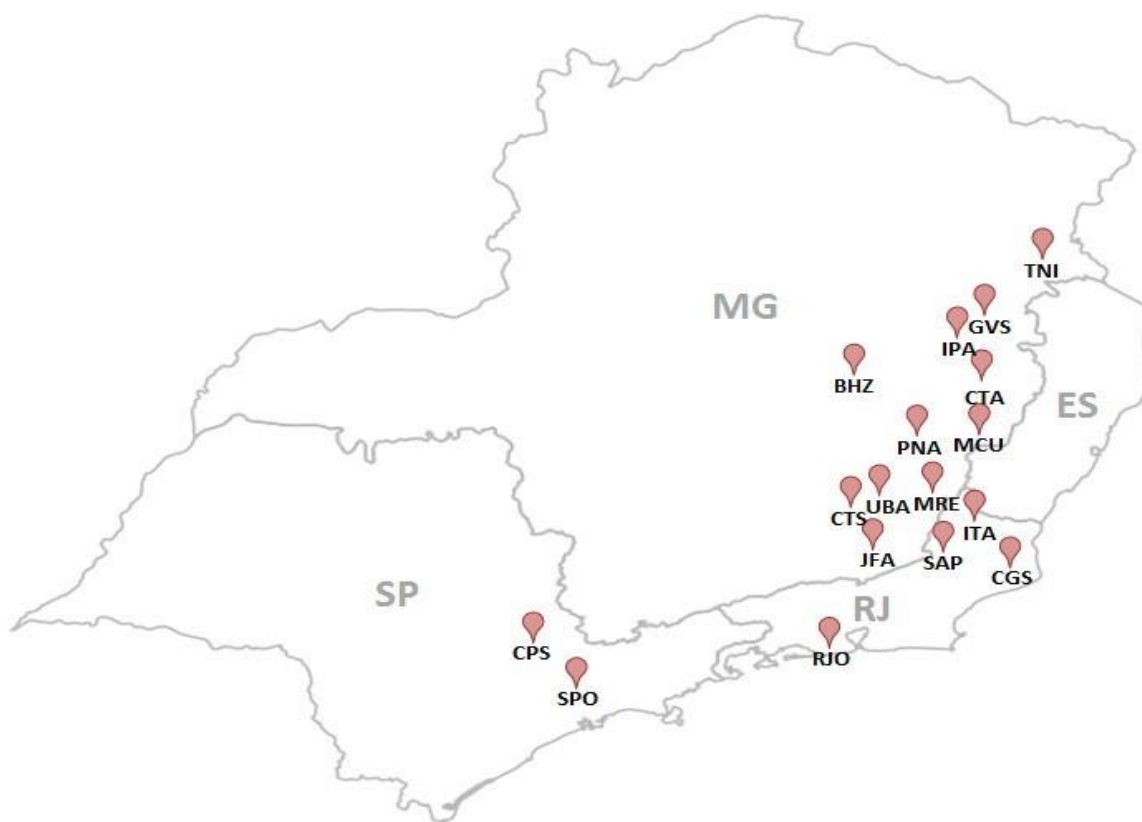 TNI
MG
GVS
IPA
BHZ
CTA
ES
PNA
MCU
UBA
MRE
CTS
ITA
JFA
SAP
CGS
SP
RJ
CPS
RJO
SPO